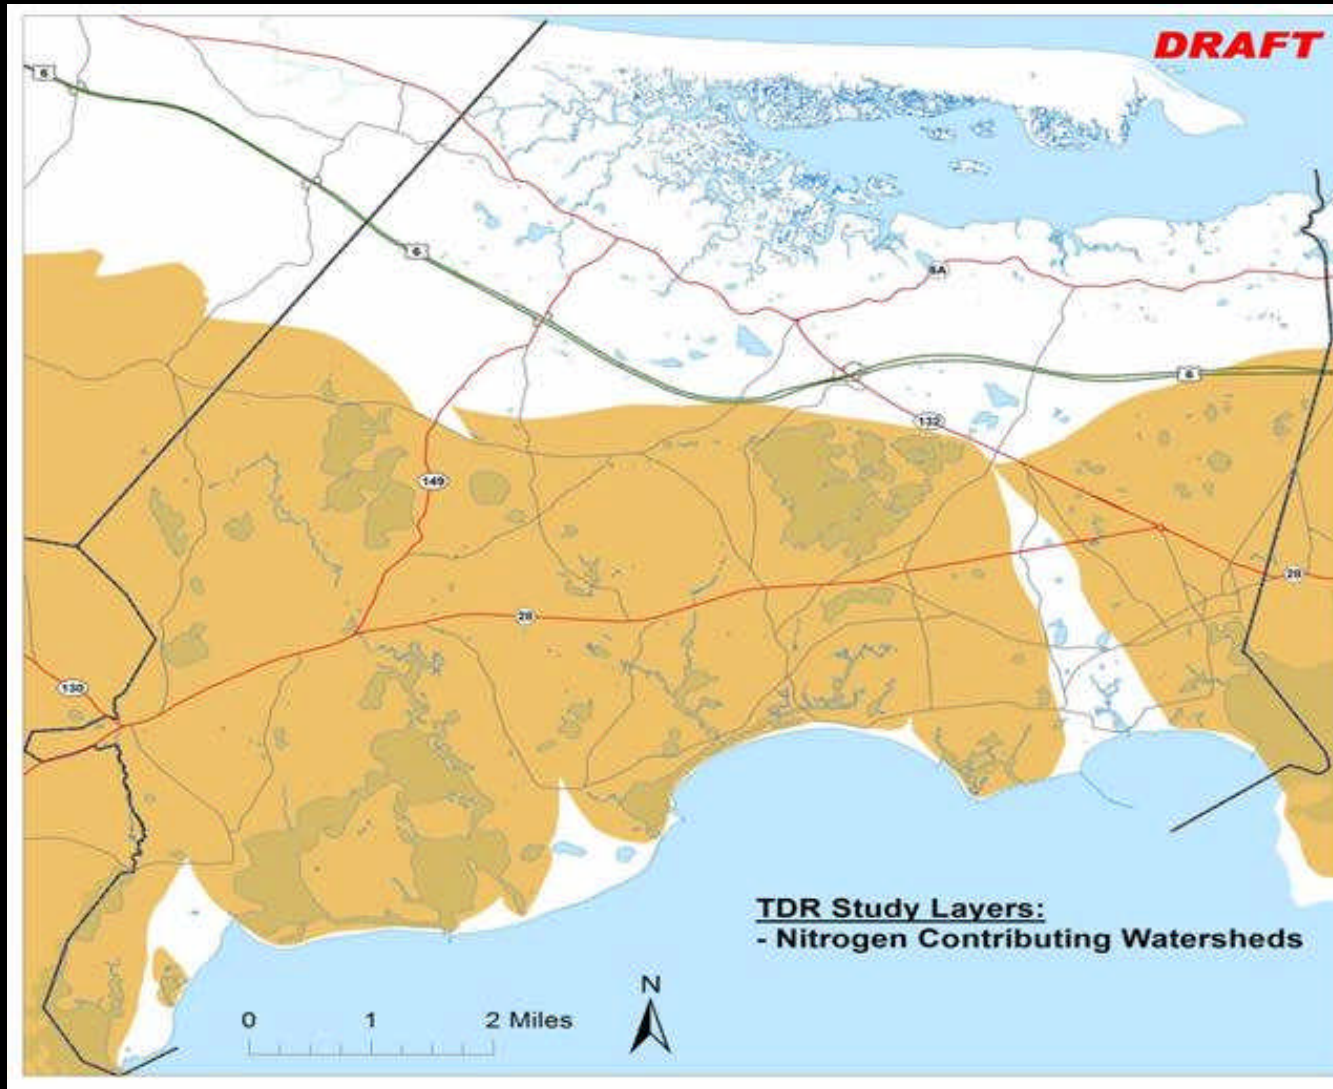 DRAFT
6
6
6A
6
132
149
28
28
130
TDR Study Layers:
- Nitrogen Contributing Watersheds
N
0 1 2 Miles